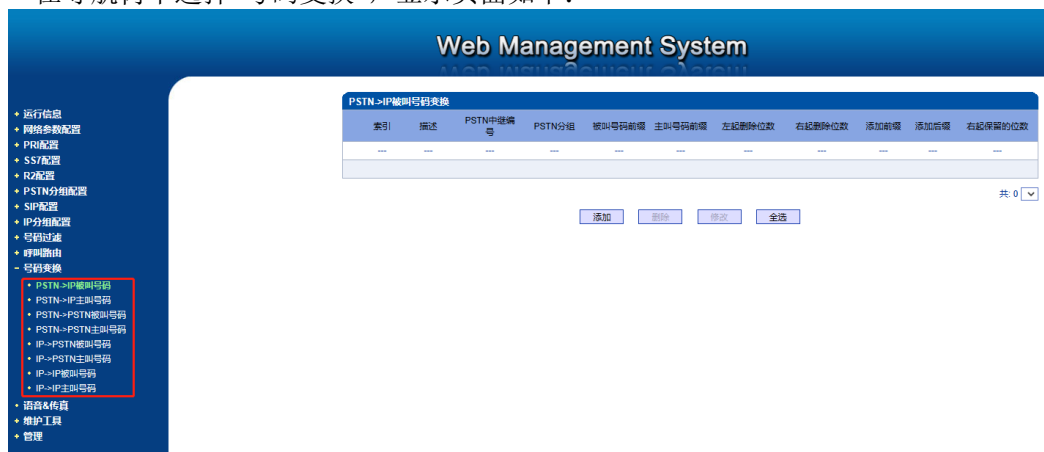 Web Management System
+ 运行信息
+ 网络参数配置
+ PRI配置
+ SS7配置
+ R2配置
+ PSTN分组配置
+ SIP配置
+ IP分组配置
+ 号码过滤
+ 呼叫路由
- 号码变换
• PSTN->IP被叫号码
• PSTN->IP主叫号码
• PSTN->PSTN被叫号码
• PSTN->PSTN主叫号码
• IP->PSTN被叫号码
• IP->PSTN主叫号码
• IP->IP被叫号码
• IP->IP主叫号码
• 语音&传真
+ 维护工具
+ 管理
PSTN->IP被叫号码变换
索引 描述 PSTN中继编号 PSTN分组 被叫号码前缀 主叫号码前缀 左起删除位数 右起删除位数 添加前缀 添加后缀 右起保留的位数
--- --- --- --- --- --- --- --- --- --- ---
共: 0
添加 删除 修改 全选